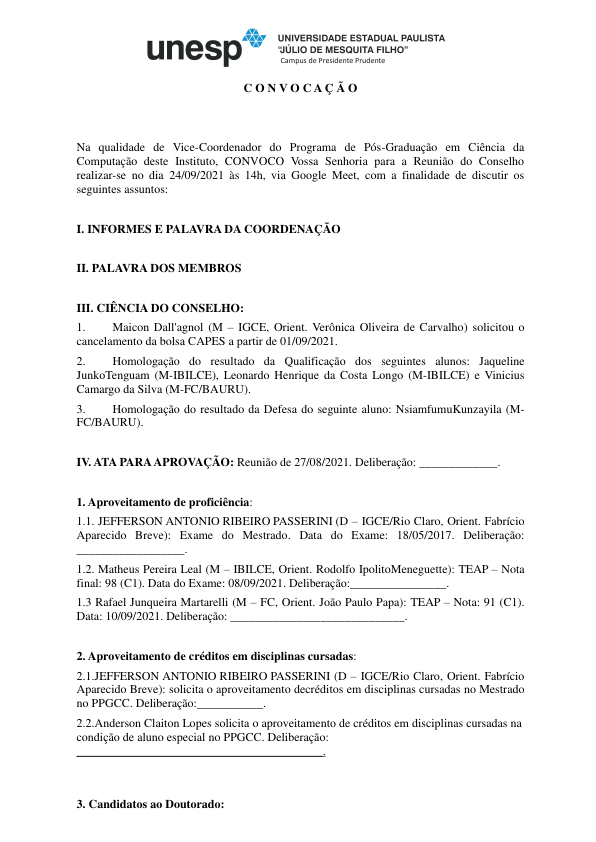 unesp
UNIVERSIDADE ESTADUAL PAULISTA
"JÚLIO DE MESQUITA FILHO"
Campus de Presidente Prudente
C O N V O C A Ç Ã O
Na qualidade de Vice-Coordenador do Programa de Pós-Graduação em Ciência da
Computação deste Instituto, CONVOCO Vossa Senhoria para a Reunião do Conselho
realizar-se no dia 24/09/2021 às 14h, via Google Meet, com a finalidade de discutir os
seguintes assuntos:
I. INFORMES E PALAVRA DA COORDENAÇÃO
II. PALAVRA DOS MEMBROS
III. CIÊNCIA DO CONSELHO:
1. Maicon Dall'agnol (M – IGCE, Orient. Verônica Oliveira de Carvalho) solicitou o
cancelamento da bolsa CAPES a partir de 01/09/2021.
2. Homologação do resultado da Qualificação dos seguintes alunos: Jaqueline
JunkoTenguam (M-IBILCE), Leonardo Henrique da Costa Longo (M-IBILCE) e Vinicius
Camargo da Silva (M-FC/BAURU).
3. Homologação do resultado da Defesa do seguinte aluno: NsiamfumuKunzayila (M-
FC/BAURU).
IV. ATA PARA APROVAÇÃO: Reunião de 27/08/2021. Deliberação: _____________.
1. Aproveitamento de proficiência:
1.1. JEFFERSON ANTONIO RIBEIRO PASSERINI (D – IGCE/Rio Claro, Orient. Fabrício
Aparecido Breve): Exame do Mestrado. Data do Exame: 18/05/2017. Deliberação:
__________________.
1.2. Matheus Pereira Leal (M – IBILCE, Orient. Rodolfo IpolitoMeneguette): TEAP – Nota
final: 98 (C1). Data do Exame: 08/09/2021. Deliberação:________________.
1.3 Rafael Junqueira Martarelli (M – FC, Orient. João Paulo Papa): TEAP – Nota: 91 (C1).
Data: 10/09/2021. Deliberação: _____________________________.
2. Aproveitamento de créditos em disciplinas cursadas:
2.1.JEFFERSON ANTONIO RIBEIRO PASSERINI (D – IGCE/Rio Claro, Orient. Fabrício
Aparecido Breve): solicita o aproveitamento decréditos em disciplinas cursadas no Mestrado
no PPGCC. Deliberação:___________.
2.2.Anderson Claiton Lopes solicita o aproveitamento de créditos em disciplinas cursadas na
condição de aluno especial no PPGCC. Deliberação:
_________________________________________.
3. Candidatos ao Doutorado: